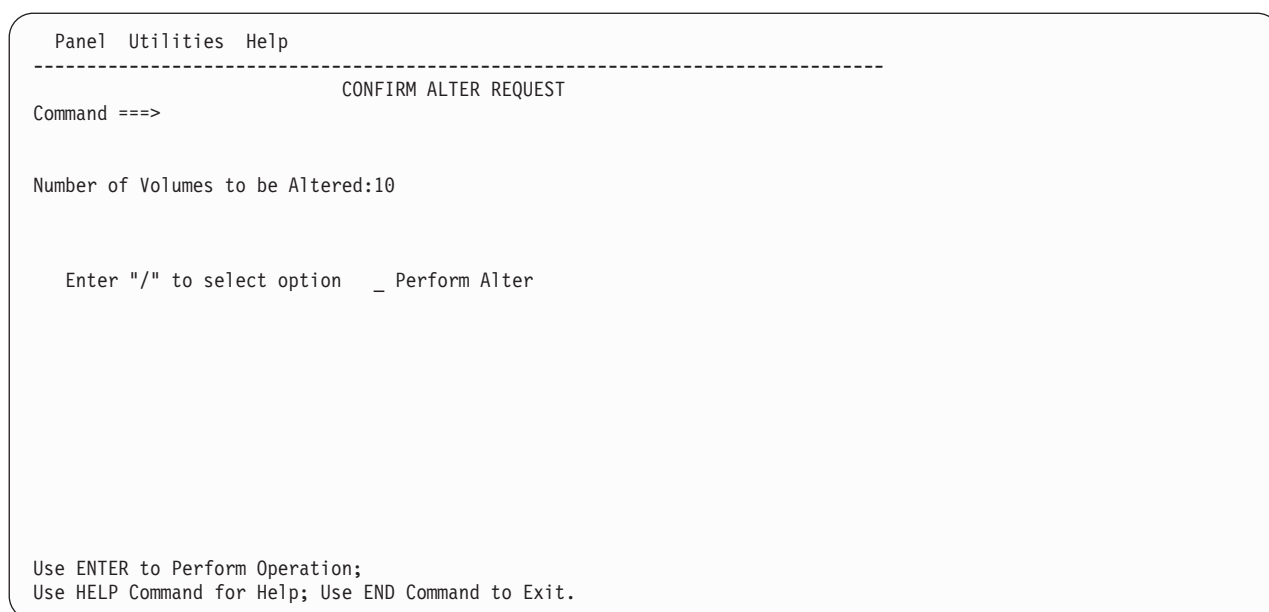 Panel Utilities Help
--------------------------------------------------------------------------------
CONFIRM ALTER REQUEST
Command ===>
Number of Volumes to be Altered:10
Enter "/" to select option _ Perform Alter
Use ENTER to Perform Operation;
Use HELP Command for Help; Use END Command to Exit.